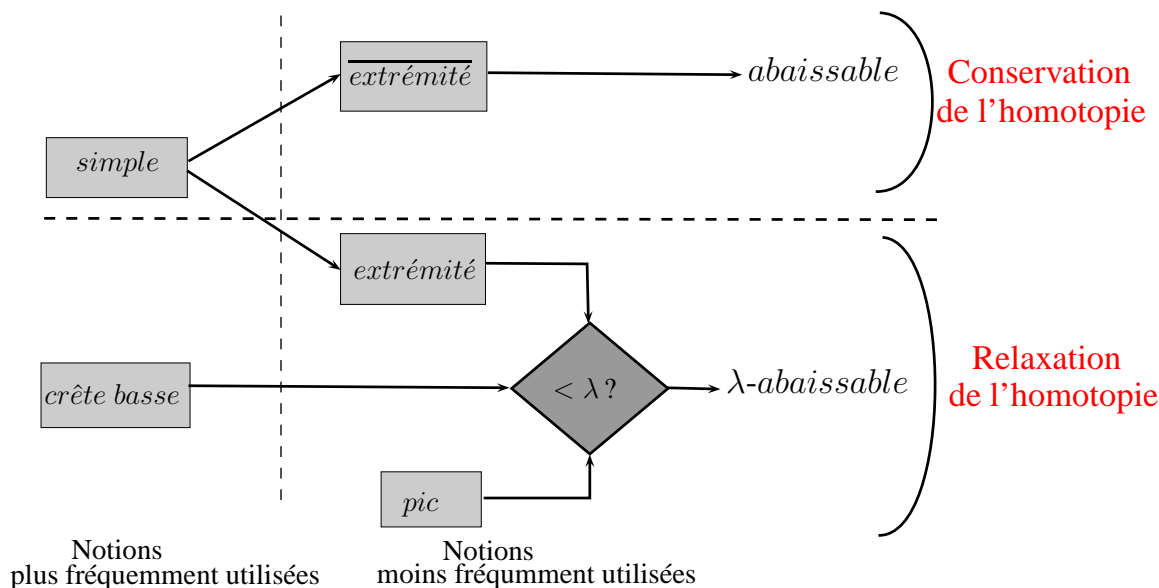 extrémité
abaissable
Conservation
de l’homotopie
simple
extrémité
crête basse
< λ ?
λ-abaissable
Relaxation
de l’homotopie
pic
Notions
plus fréquemment utilisées
Notions
moins fréqumment utilisées